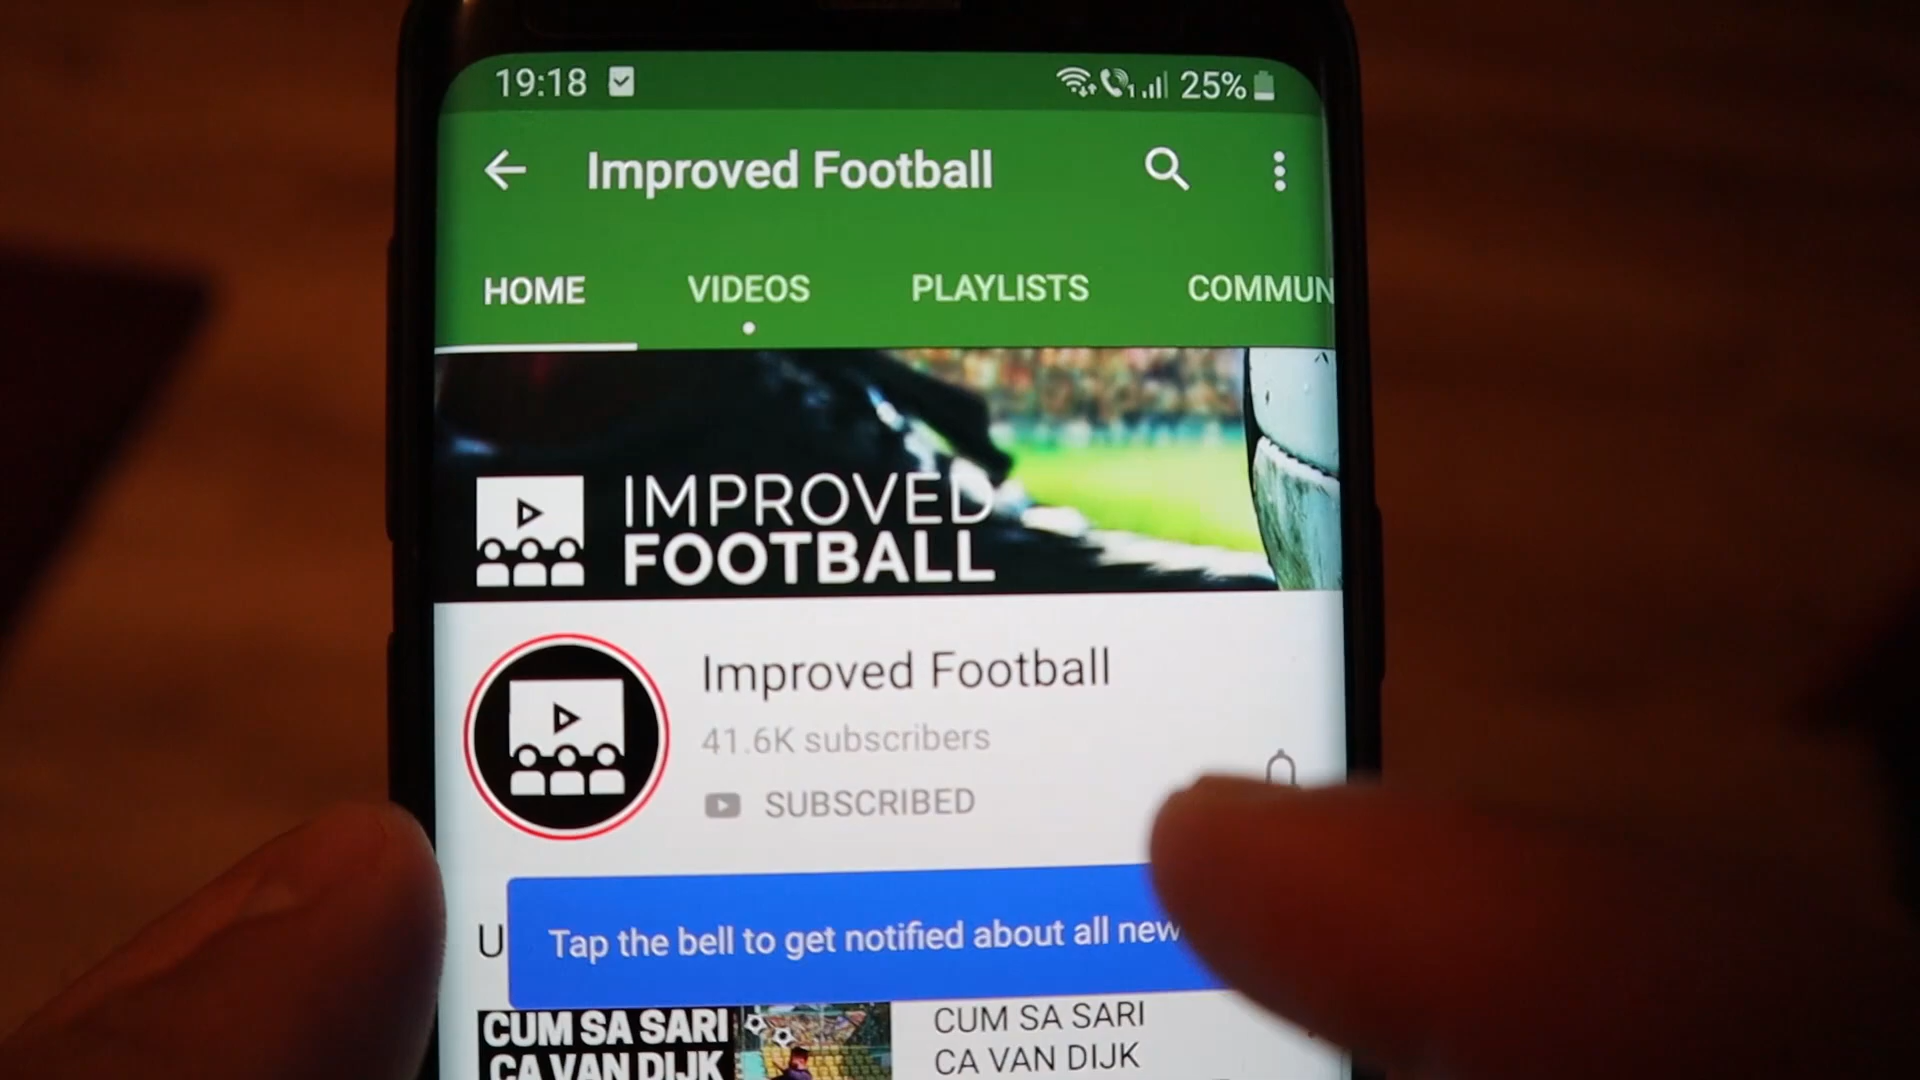 19:18
25%
Improved Football
HOME VIDEOS PLAYLISTS COMMUN
IMPROVED
FOOTBALL
Improved Football
41.6K subscribers
SUBSCRIBED
Tap the bell to get notified about all new
U
CUM SA SARI
CA VAN DIJK
CUM SA SARI
CA VAN DIJK